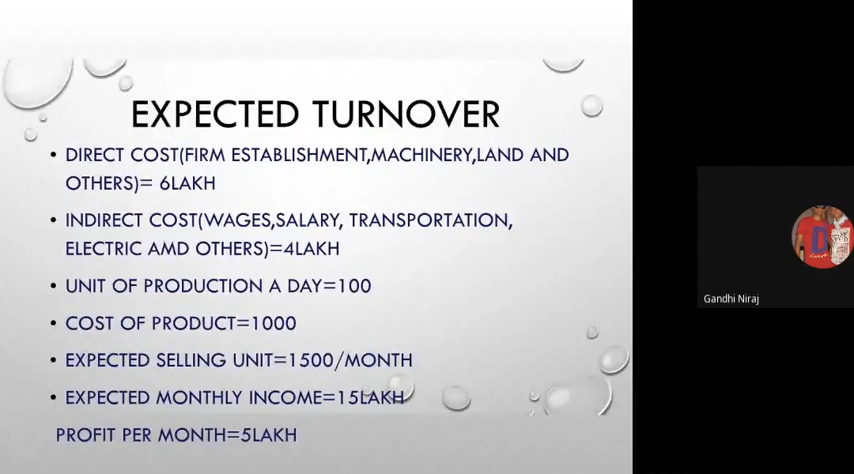 EXPECTED TURNOVER
• DIRECT COST(FIRM ESTABLISHMENT,MACHINERY,LAND AND
OTHERS)= 6LAKH
• INDIRECT COST(WAGES,SALARY, TRANSPORTATION,
ELECTRIC AMD OTHERS)=4LAKH
• UNIT OF PRODUCTION A DAY=100
• COST OF PRODUCT=1000
• EXPECTED SELLING UNIT=1500/MONTH
• EXPECTED MONTHLY INCOME=15LAKH
PROFIT PER MONTH=5LAKH
Gandhi Niraj